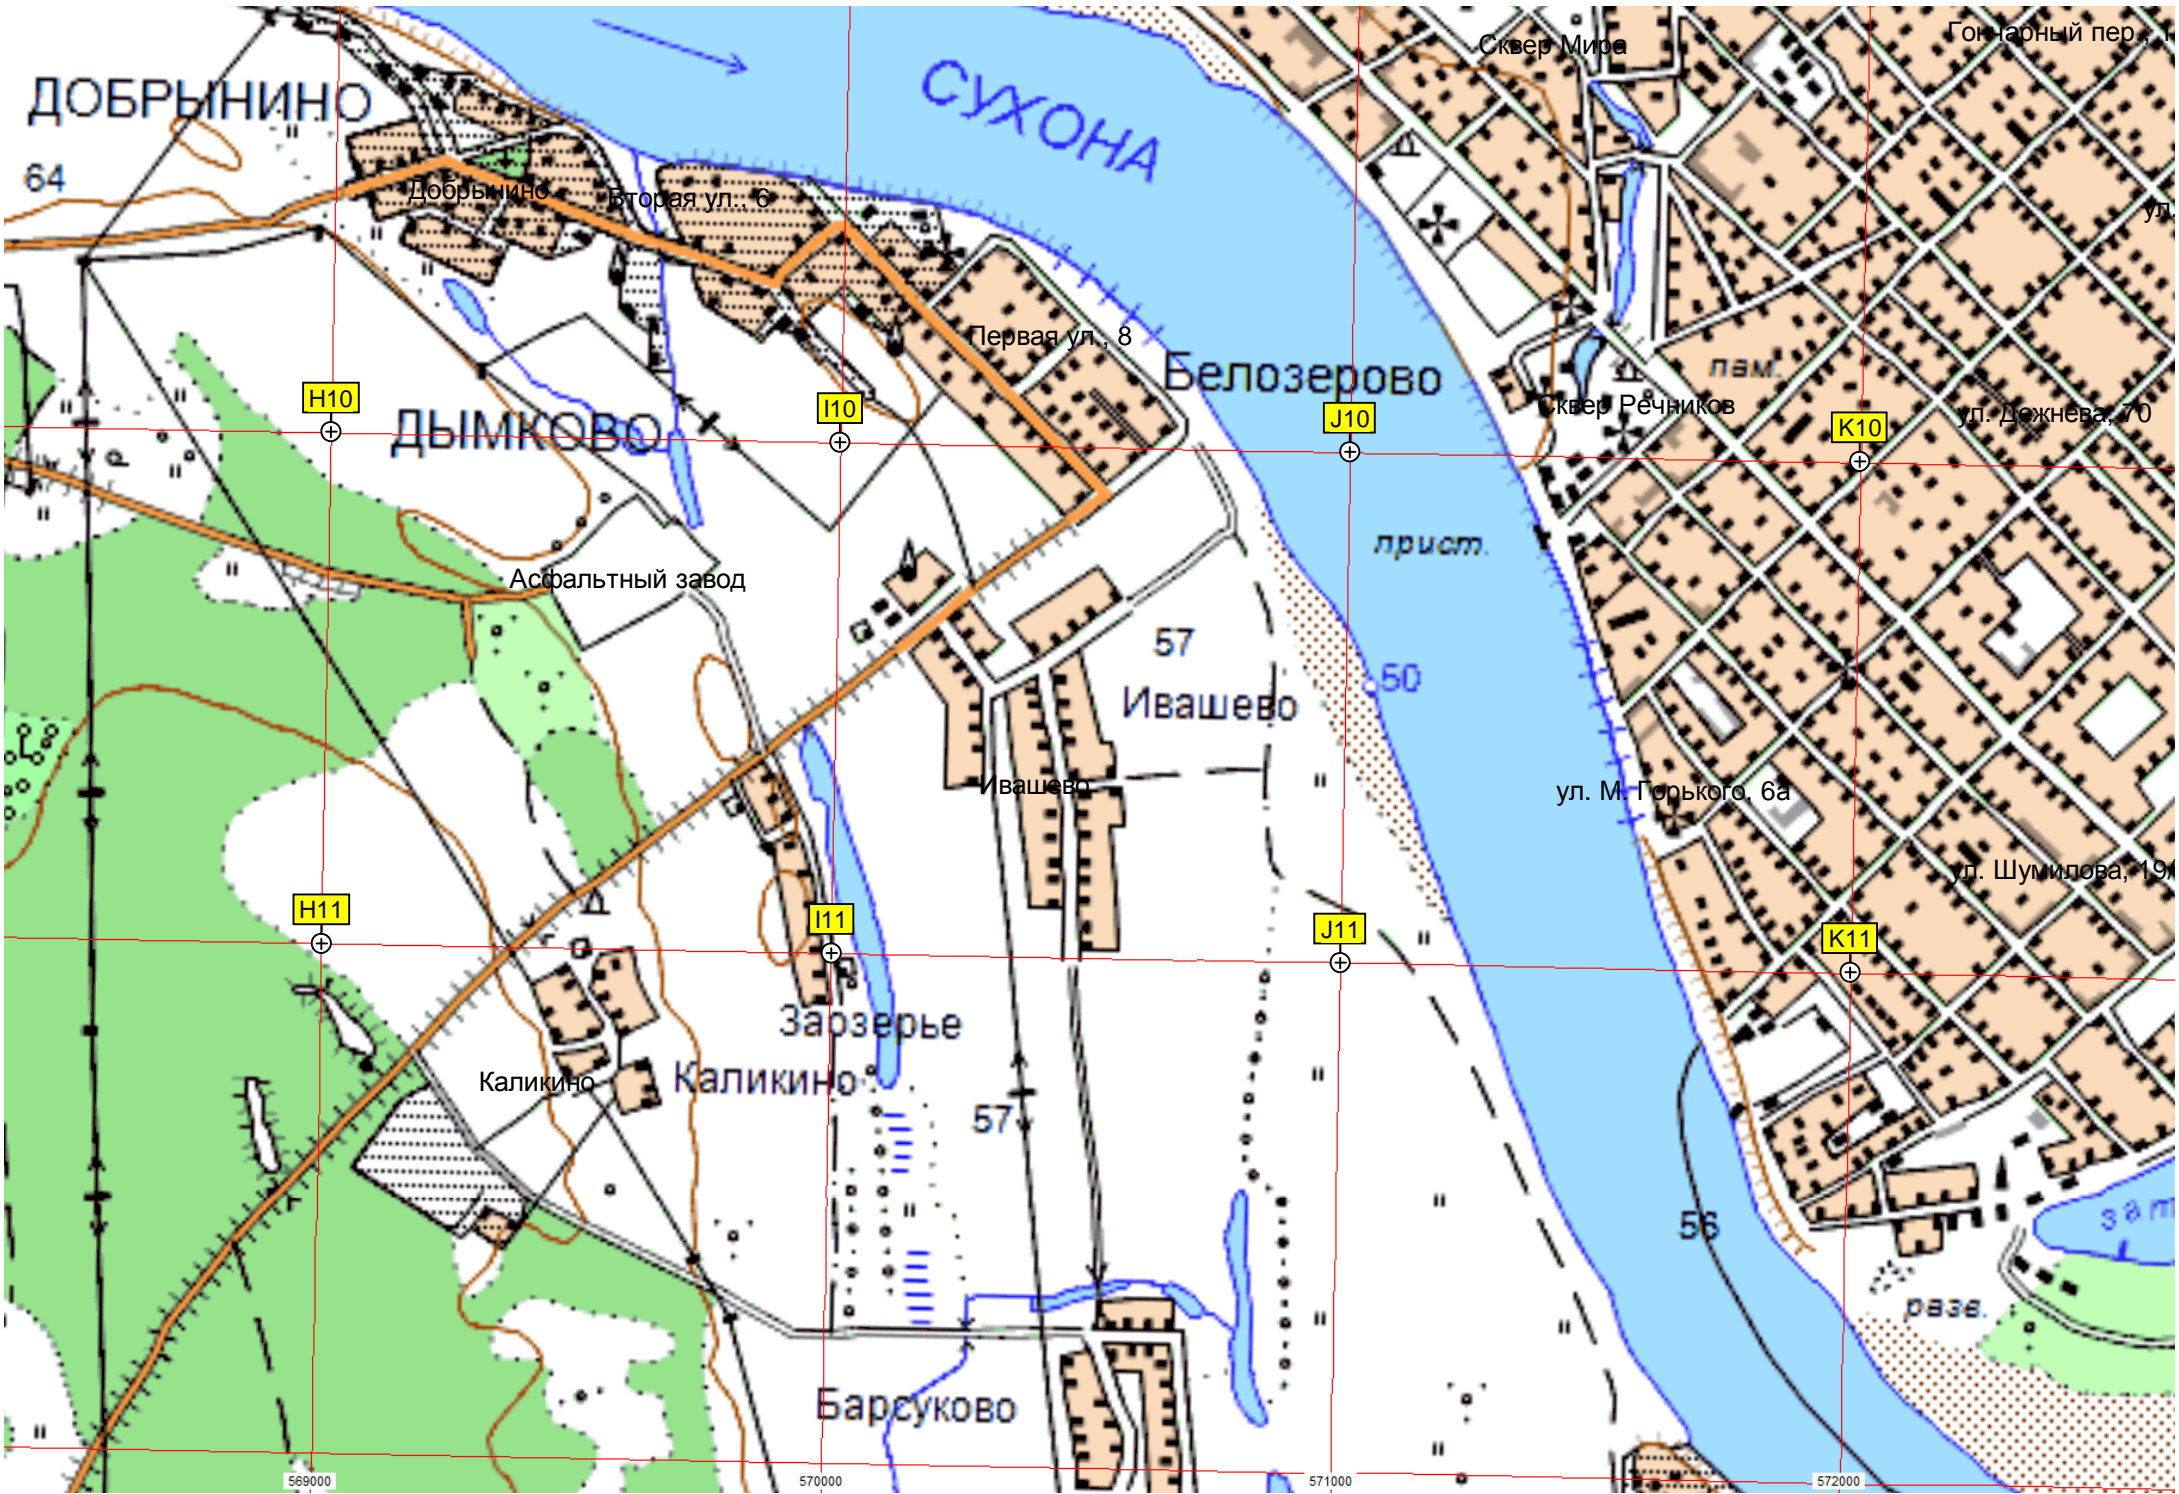 Сквер Мира
Гончарный пер., 1
ДОБРЫНИНО
СУХОНА
64
Добрынино
Вторая ул., 6
ул.
Первая ул., 8
Белозерово
пам.
H10
I10
J10
K10
Сквер Речников
ул. Дежнёва, 70
ДЫМКОВО
прист.
Асфальтный завод
57
Ивашево
50
Ивашево
ул. М. Горького, 6а
ул. Шумилова, 19/
H11
I11
J11
K11
Заозерье
Каликино
Каликино
57
56
зат
разв.
Барсуково
569000
570000
571000
572000